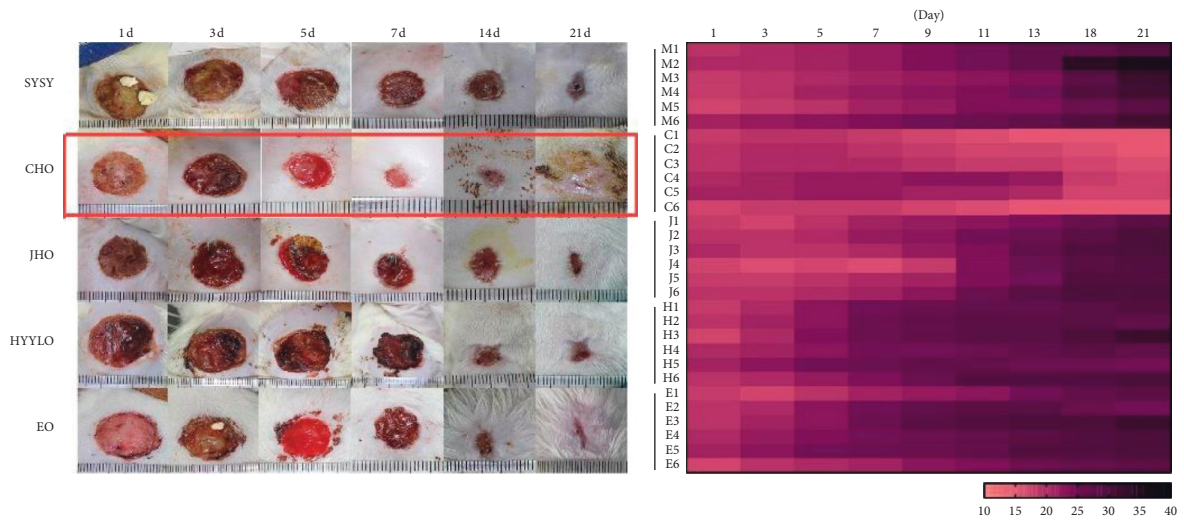 1 d 3 d 5 d 7 d 14 d 21 d
SYSY
CHO
JHO
HYYLO
EO
(Day)
1 3 5 7 9 11 13 18 21
M1
M2
M3
M4
M5
M6
C1
C2
C3
C4
C5
C6
J1
J2
J3
J4
J5
J6
H1
H2
H3
H4
H5
H6
E1
E2
E3
E4
E5
E6
10 15 20 25 30 35 40